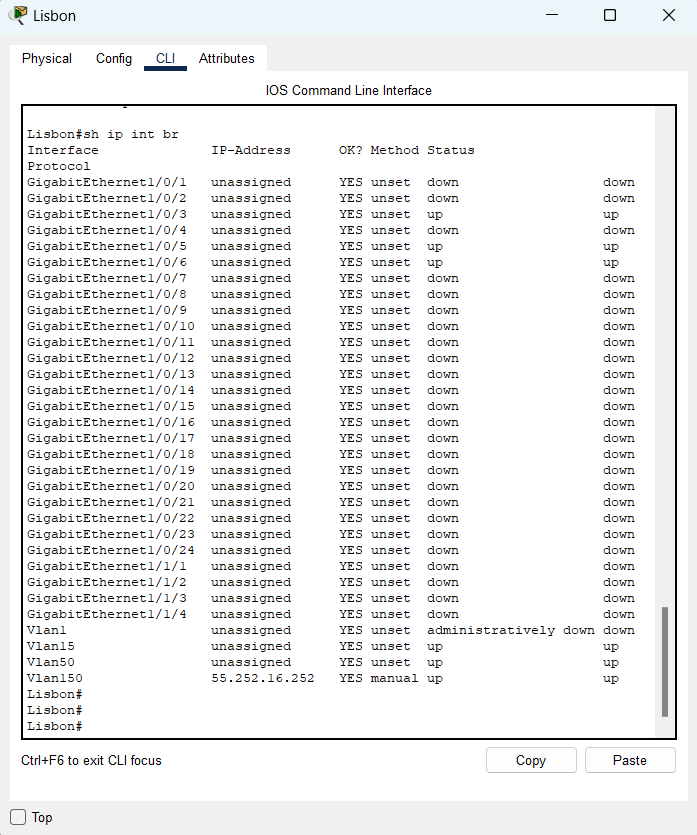 Lisbon
Physical Config CLI Attributes
IOS Command Line Interface
Lisbon#sh ip int br
Interface IP-Address OK? Method Status
Protocol
GigabitEthernet1/0/1 unassigned YES unset down down
GigabitEthernet1/0/2 unassigned YES unset down down
GigabitEthernet1/0/3 unassigned YES unset up up
GigabitEthernet1/0/4 unassigned YES unset down down
GigabitEthernet1/0/5 unassigned YES unset up up
GigabitEthernet1/0/6 unassigned YES unset up up
GigabitEthernet1/0/7 unassigned YES unset down down
GigabitEthernet1/0/8 unassigned YES unset down down
GigabitEthernet1/0/9 unassigned YES unset down down
GigabitEthernet1/0/10 unassigned YES unset down down
GigabitEthernet1/0/11 unassigned YES unset down down
GigabitEthernet1/0/12 unassigned YES unset down down
GigabitEthernet1/0/13 unassigned YES unset down down
GigabitEthernet1/0/14 unassigned YES unset down down
GigabitEthernet1/0/15 unassigned YES unset down down
GigabitEthernet1/0/16 unassigned YES unset down down
GigabitEthernet1/0/17 unassigned YES unset down down
GigabitEthernet1/0/18 unassigned YES unset down down
GigabitEthernet1/0/19 unassigned YES unset down down
GigabitEthernet1/0/20 unassigned YES unset down down
GigabitEthernet1/0/21 unassigned YES unset down down
GigabitEthernet1/0/22 unassigned YES unset down down
GigabitEthernet1/0/23 unassigned YES unset down down
GigabitEthernet1/0/24 unassigned YES unset down down
GigabitEthernet1/1/1 unassigned YES unset down down
GigabitEthernet1/1/2 unassigned YES unset down down
GigabitEthernet1/1/3 unassigned YES unset down down
GigabitEthernet1/1/4 unassigned YES unset down down
Vlan1 unassigned YES unset administratively down down
Vlan15 unassigned YES unset up up
Vlan50 unassigned YES unset up up
Vlan150 55.252.16.252 YES manual up up
Lisbon#
Lisbon#
Lisbon#
Ctrl+F6 to exit CLI focus Copy Paste
Top